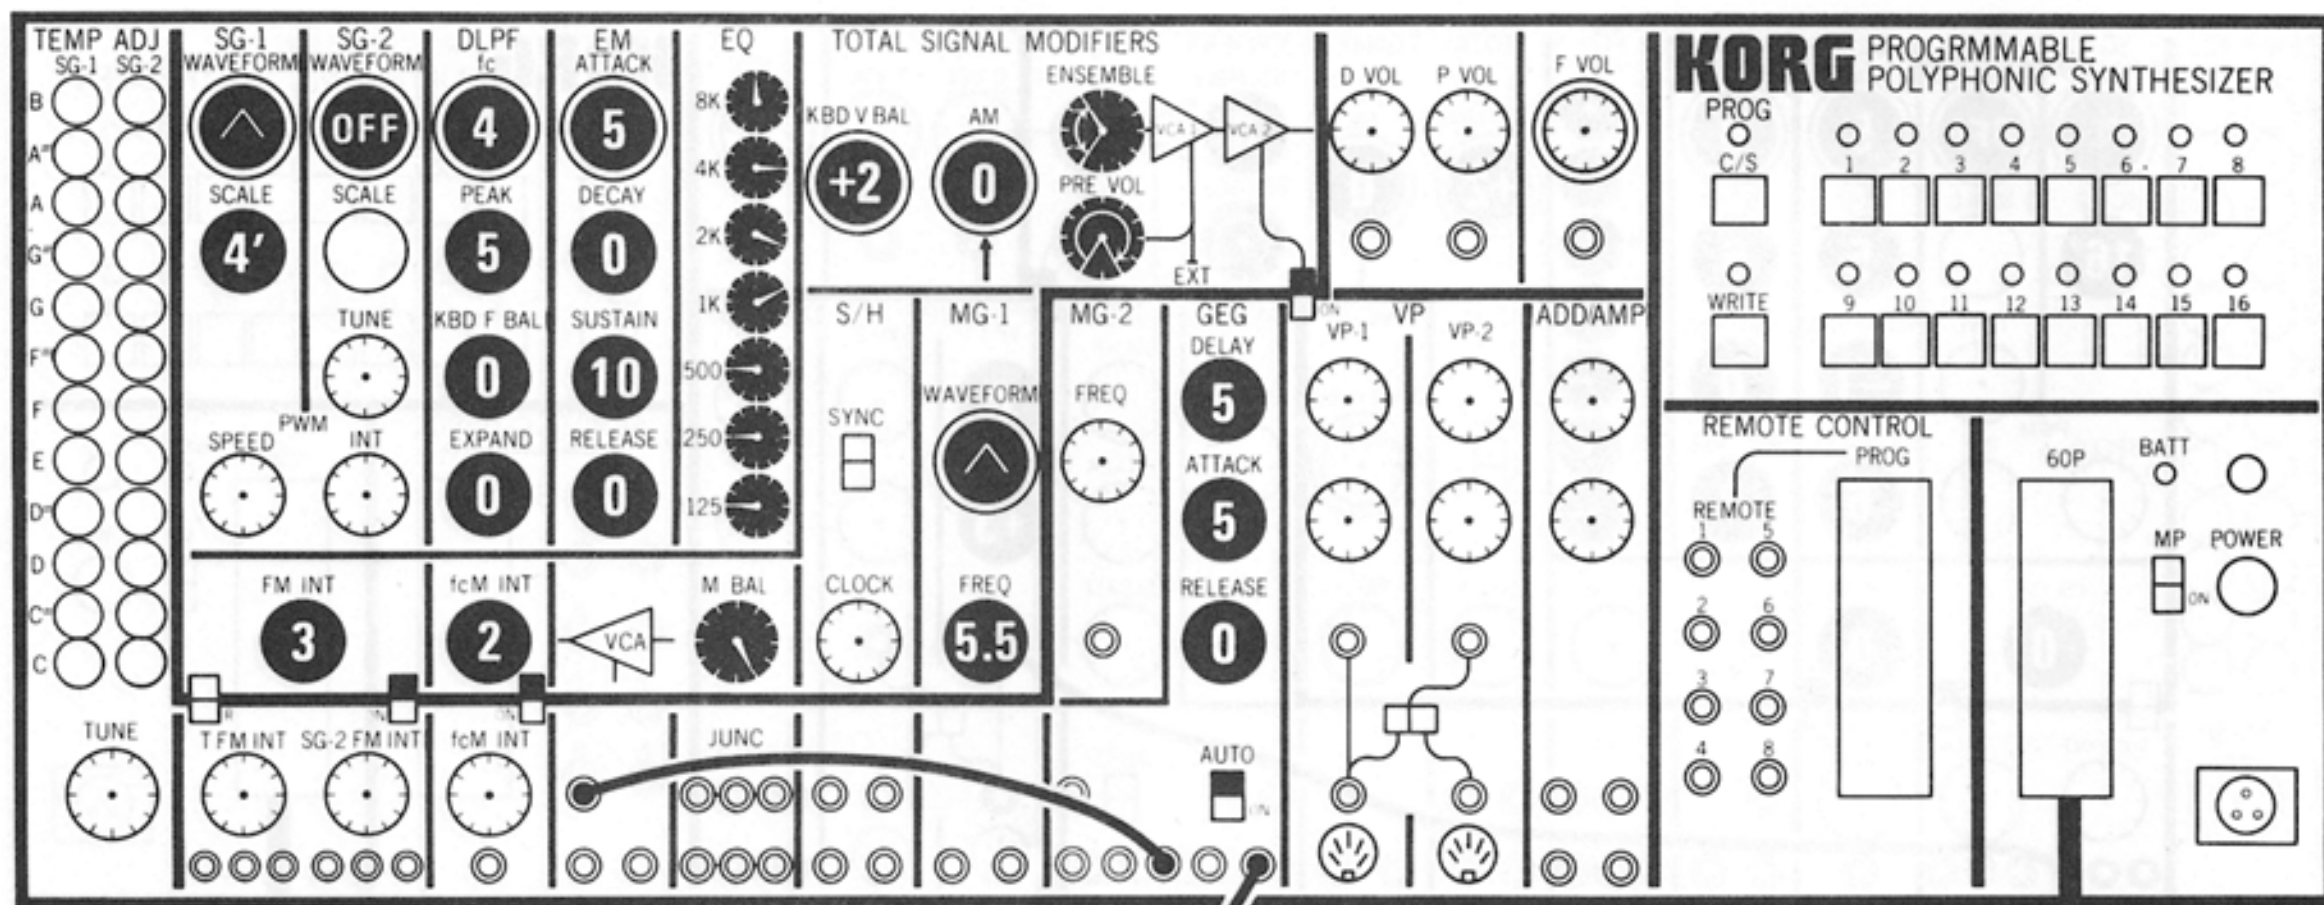 TEMP ADJ
SG-1 SG-2
B
A#
A
G#
G
F#
F
E
D#
D
C#
C
TUNE
SG-1
WAVEFORM
SCALE
4'
SG-2
WAVEFORM
OFF
SCALE
TUNE
PWM
SPEED
INT
DLPF
fc
4
PEAK
5
KBD F BAL
0
EXPAND
0
EM
ATTACK
5
DECAY
0
SUSTAIN
10
RELEASE
0
EQ
8K
4K
2K
1K
500
250
125
FM INT
3
fcM INT
2
VCA
M BAL
R
ON
ON
T FM INT
SG-2 FM INT
fcM INT
JUNC
TOTAL SIGNAL MODIFIERS
KBD V BAL
+2
AM
0
ENSEMBLE
PRE VOL
VCA 1
VCA 2
EXT
ON
S/H
SYNC
CLOCK
MG-1
WAVEFORM
FREQ
5.5
MG-2
FREQ
GEG
DELAY
5
ATTACK
5
RELEASE
0
AUTO
ON
D VOL
P VOL
F VOL
VP
VP-1
VP-2
ADD/AMP
KORG PROGRMMABLE
POLYPHONIC SYNTHESIZER
PROG
C/S
1 2 3 4 5 6 7 8
WRITE
9 10 11 12 13 14 15 16
REMOTE CONTROL
PROG
REMOTE
1 5
2 6
3 7
4 8
60P
BATT
MP
ON
POWER